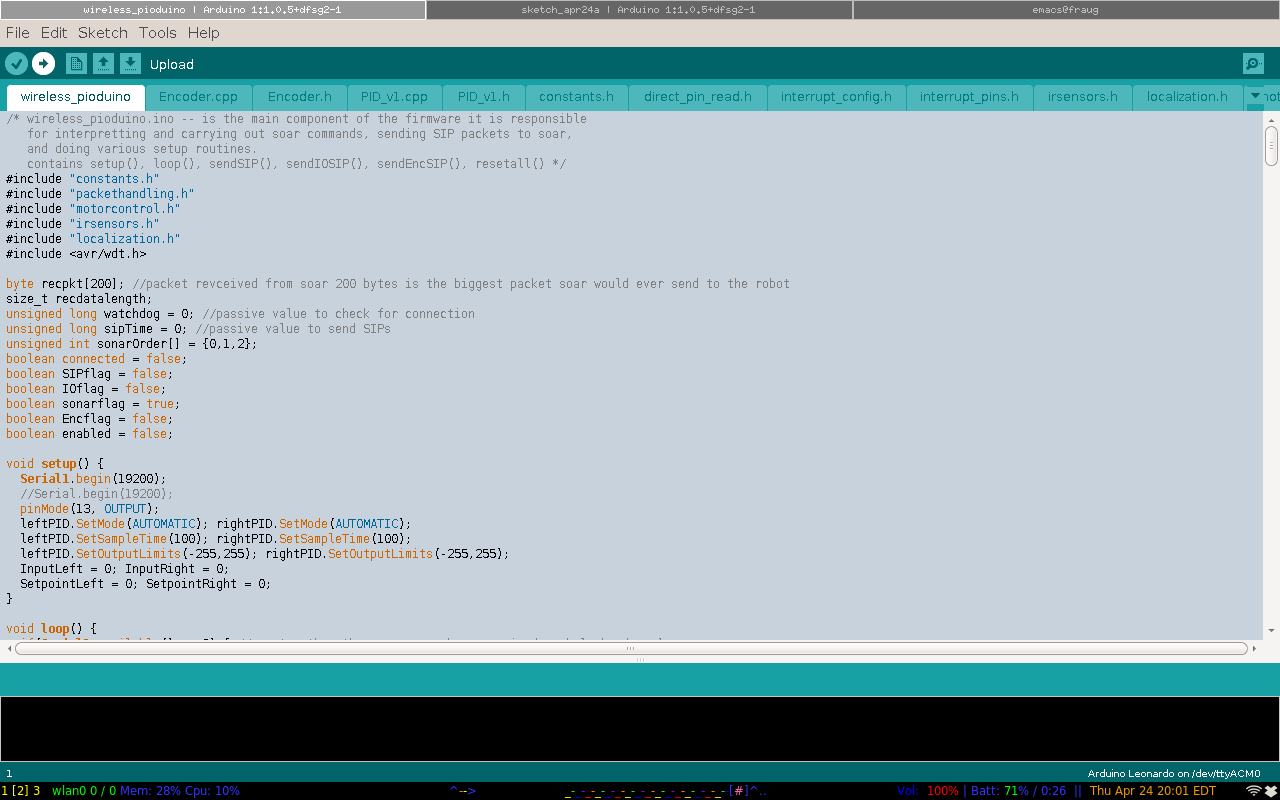 wireless_pioduino | Arduino 1:1.0.5+dfsg2-1
sketch_apr24a | Arduino 1:1.0.5+dfsg2-1
emacs@fraug
File Edit Sketch Tools Help
Upload
wireless_pioduino Encoder.cpp Encoder.h PID_v1.cpp PID_v1.h constants.h direct_pin_read.h interrupt_config.h interrupt_pins.h irsensors.h localization.h
/* wireless_pioduino.ino -- is the main component of the firmware it is responsible
for interpretting and carrying out soar commands, sending SIP packets to soar,
and doing various setup routines.
contains setup(), loop(), sendSIP(), sendIOSIP(), sendEncSIP(), resetall() */
#include "constants.h"
#include "packethandling.h"
#include "motorcontrol.h"
#include "irsensors.h"
#include "localization.h"
#include <avr/wdt.h>
byte recpkt[200]; //packet revceived from soar 200 bytes is the biggest packet soar would ever send to the robot
size_t recdatalength;
unsigned long watchdog = 0; //passive value to check for connection
unsigned long sipTime = 0; //passive value to send SIPs
unsigned int sonarOrder[] = {0,1,2};
boolean connected = false;
boolean SIPflag = false;
boolean IOflag = false;
boolean sonarflag = true;
boolean Encflag = false;
boolean enabled = false;
void setup() {
Serial1.begin(19200);
//Serial.begin(19200);
pinMode(13, OUTPUT);
leftPID.SetMode(AUTOMATIC); rightPID.SetMode(AUTOMATIC);
leftPID.SetSampleTime(100); rightPID.SetSampleTime(100);
leftPID.SetOutputLimits(-255,255); rightPID.SetOutputLimits(-255,255);
InputLeft = 0; InputRight = 0;
SetpointLeft = 0; SetpointRight = 0;
}
void loop() {
1
Arduino Leonardo on /dev/ttyACM0
1 [2] 3 wlan0 0 / 0 Mem: 28% Cpu: 10% ^--> _-_-_-_-_-_-_-_-_-_-_-[#]^.. Vol: 100% | Batt: 71% / 0:26 || Thu Apr 24 20:01 EDT